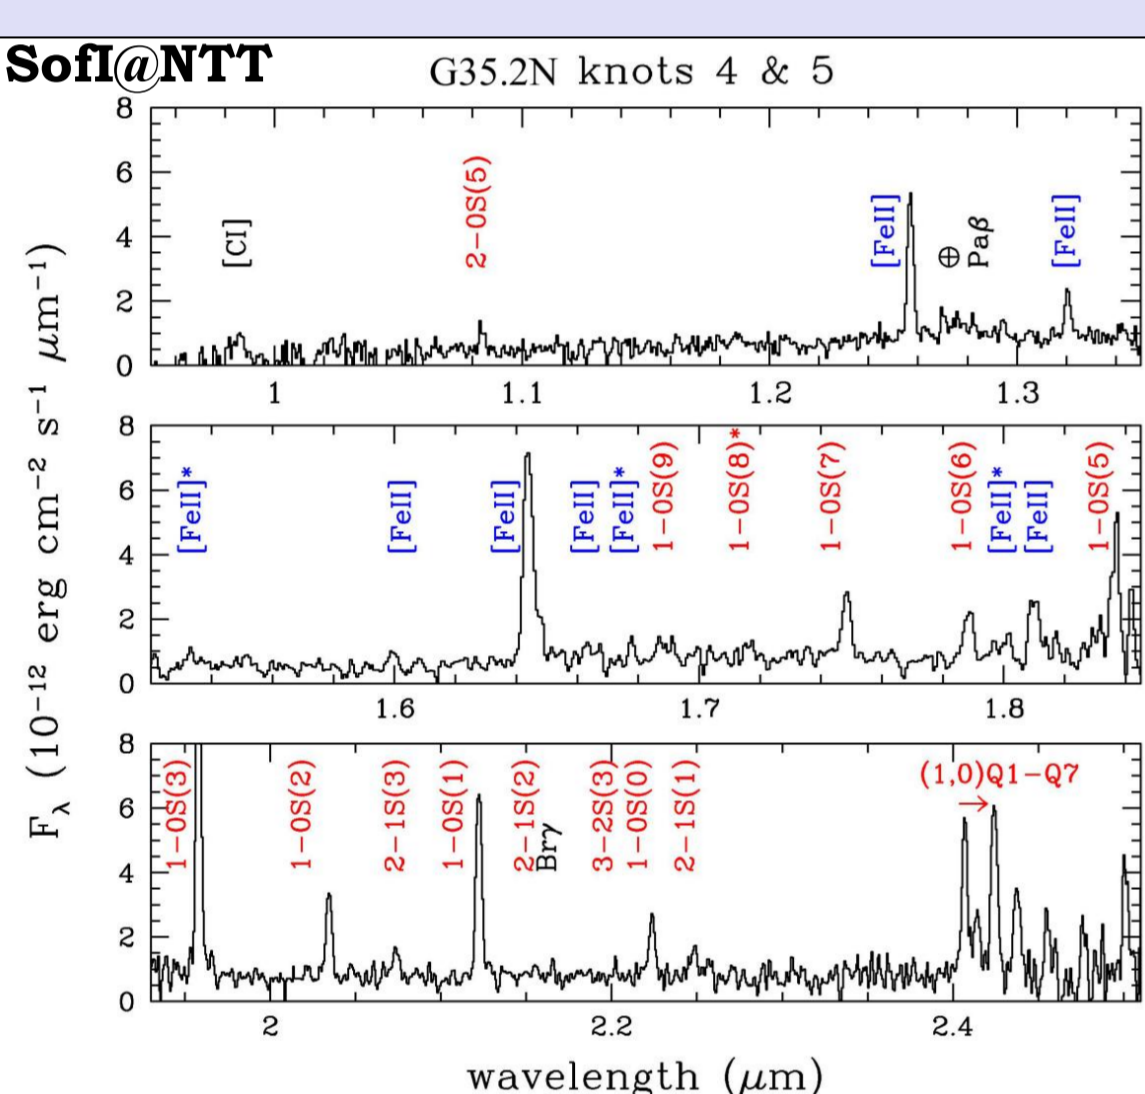 SofI@NTT
G35.2N knots 4 & 5
8
6
4
2
0
[CI]
2−0S(5)
[FeII]
⊕
Paβ
[FeII]
1
1.1
1.2
1.3
8
6
4
2
0
[FeII]*
[FeII]
[FeII]
[FeII]
[FeII]*
1−0S(9)
1−0S(8)*
1−0S(7)
1−0S(6)
[FeII]*
[FeII]
1−0S(5)
1.6
1.7
1.8
8
6
4
2
0
1−0S(3)
1−0S(2)
2−1S(3)
1−0S(1)
2−1S(2)
Brγ
3−2S(3)
1−0S(0)
2−1S(1)
(1,0)Q1−Q7
→
2
2.2
2.4
F_λ (10⁻¹² erg cm⁻² s⁻¹ μm⁻¹)
wavelength (μm)